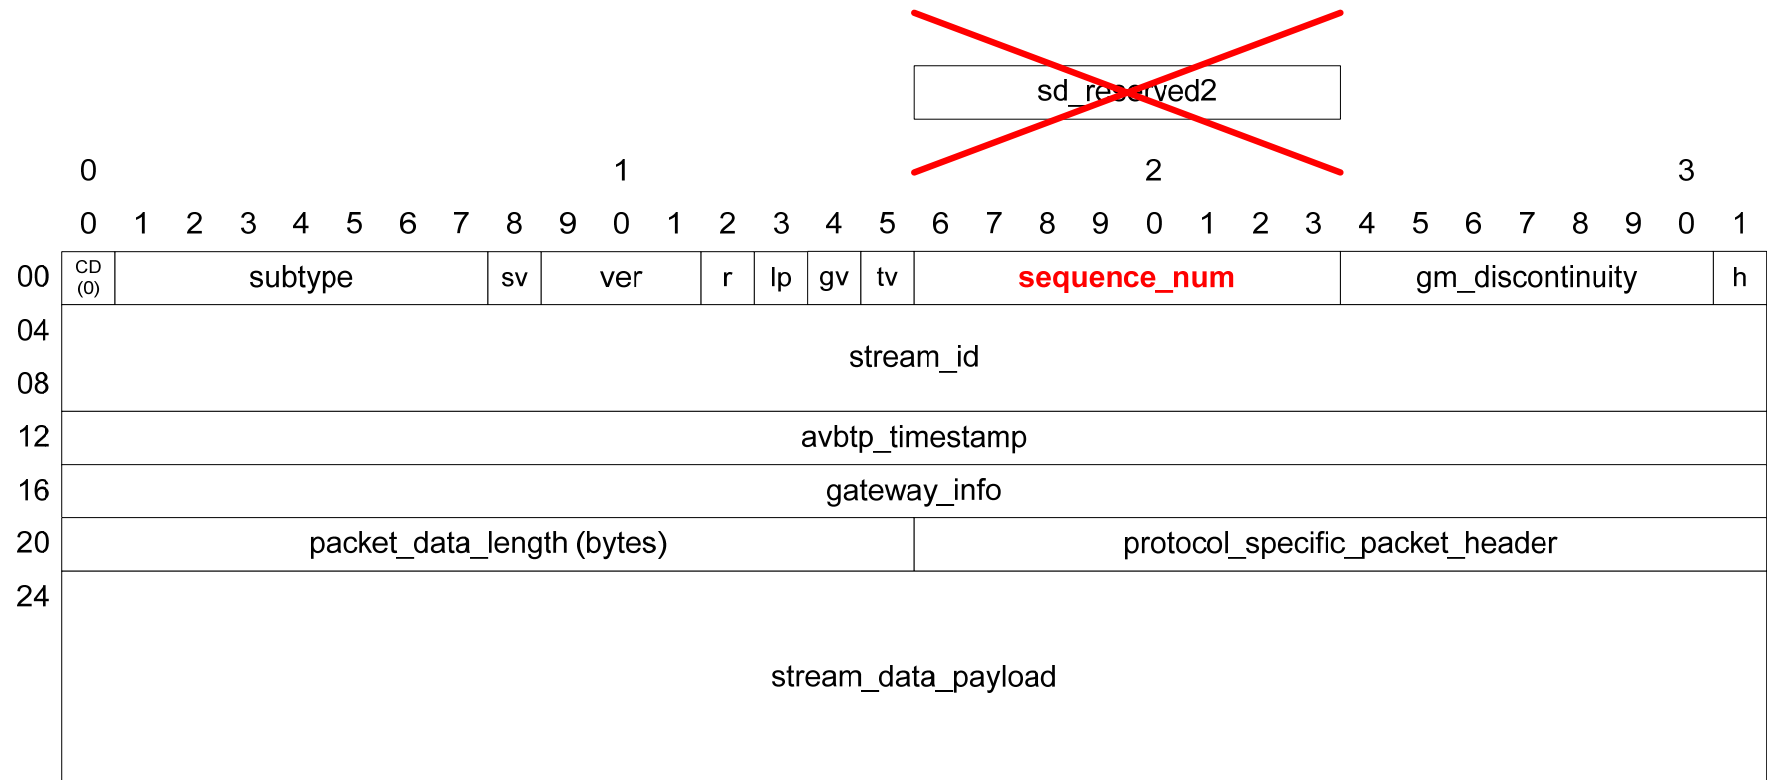 sd_reserved2
0 1 2 3
0 1 2 3 4 5 6 7 8 9 0 1 2 3 4 5 6 7 8 9 0 1 2 3 4 5 6 7 8 9 0 1
00 CD (0) subtype sv ver r lp gv tv sequence_num gm_discontinuity h
04
stream_id
08
12 avbtp_timestamp
16 gateway_info
20 packet_data_length (bytes) protocol_specific_packet_header
24
stream_data_payload